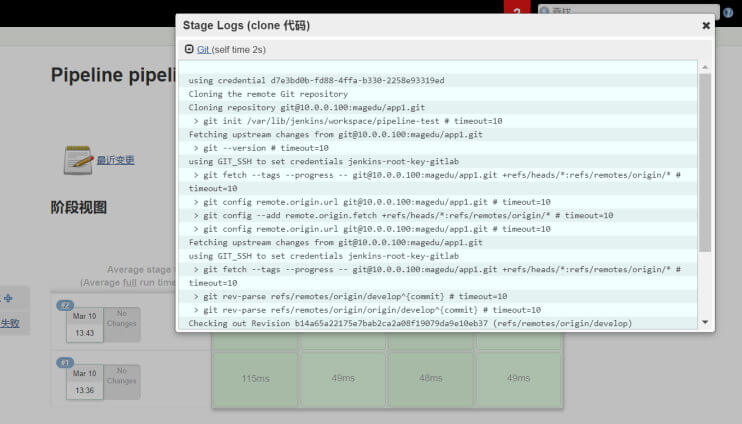 2
查找
Stage Logs (clone 代码)
Git (self time 2s)
using credential d7e3bd0b-fd88-4ffa-b330-2258e93319ed
Cloning the remote Git repository
Cloning repository git@10.0.0.100:magedu/app1.git
> git init /var/lib/jenkins/workspace/pipeline-test # timeout=10
Fetching upstream changes from git@10.0.0.100:magedu/app1.git
> git --version # timeout=10
using GIT_SSH to set credentials jenkins-root-key-gitlab
> git fetch --tags --progress -- git@10.0.0.100:magedu/app1.git +refs/heads/*:refs/remotes/origin/* #
timeout=10
> git config remote.origin.url git@10.0.0.100:magedu/app1.git # timeout=10
> git config --add remote.origin.fetch +refs/heads/*:refs/remotes/origin/* # timeout=10
> git config remote.origin.url git@10.0.0.100:magedu/app1.git # timeout=10
Fetching upstream changes from git@10.0.0.100:magedu/app1.git
using GIT_SSH to set credentials jenkins-root-key-gitlab
> git fetch --tags --progress -- git@10.0.0.100:magedu/app1.git +refs/heads/*:refs/remotes/origin/* #
timeout=10
> git rev-parse refs/remotes/origin/develop^{commit} # timeout=10
> git rev-parse refs/remotes/origin/origin/develop^{commit} # timeout=10
Checking out Revision b14a65a22175e7bab2ca2a08f19079da9e10eb37 (refs/remotes/origin/develop)
Pipeline pipeli
最近变更
阶段视图
Average stage
(Average full run time
失败
#2
Mar 10
13:43
No
Changes
#1
Mar 10
13:36
No
Changes
115ms
49ms
48ms
49ms